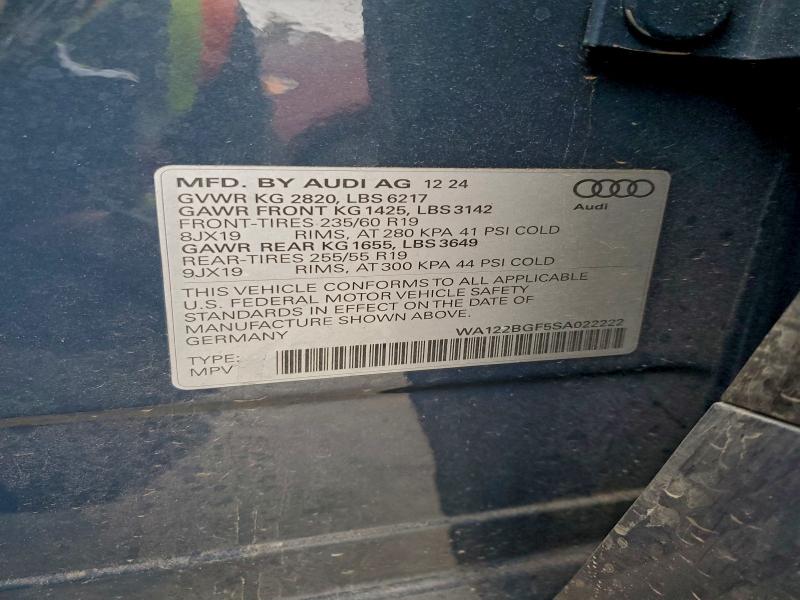 MFD. BY AUDI AG 12 24
GVWR KG 2820, LBS 6217
GAWR FRONT KG 1425, LBS 3142
FRONT-TIRES 235/60 R19
8JX19 RIMS, AT 280 KPA 41 PSI COLD
GAWR REAR KG 1655, LBS 3649
REAR-TIRES 255/55 R19
9JX19 RIMS, AT 300 KPA 44 PSI COLD
Audi
THIS VEHICLE CONFORMS TO ALL APPLICABLE
U.S. FEDERAL MOTOR VEHICLE SAFETY
STANDARDS IN EFFECT ON THE DATE OF
MANUFACTURE SHOWN ABOVE.
GERMANY WA122BGF5SA022222
TYPE:
MPV